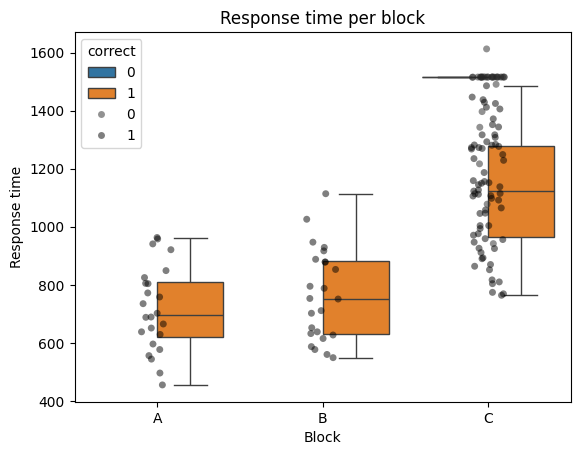 Response time per block
correct
0
1
0
1
1600
1400
1200
1000
800
600
400
Response time
A
B
C
Block